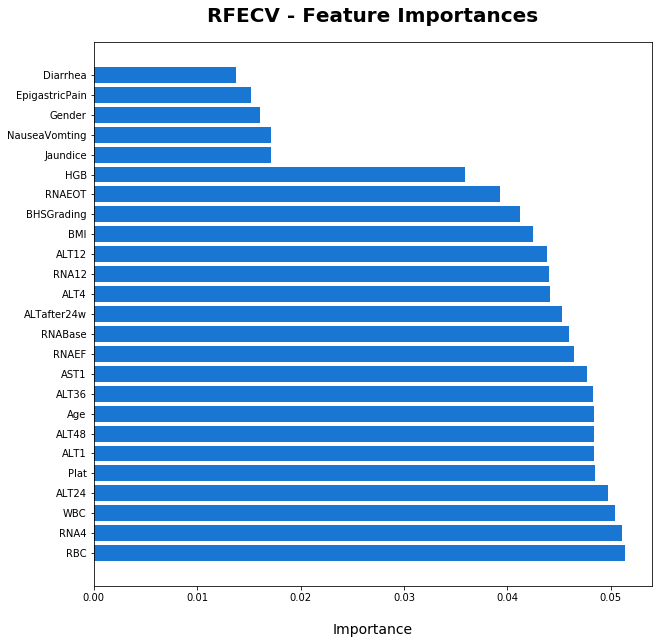 RFECV - Feature Importances
Diarrhea
EpigastricPain
Gender
NauseaVomting
Jaundice
HGB
RNAEOT
BHSGrading
BMI
ALT12
RNA12
ALT4
ALTafter24w
RNABase
RNAEF
AST1
ALT36
Age
ALT48
ALT1
Plat
ALT24
WBC
RNA4
RBC
0.00 0.01 0.02 0.03 0.04 0.05
Importance